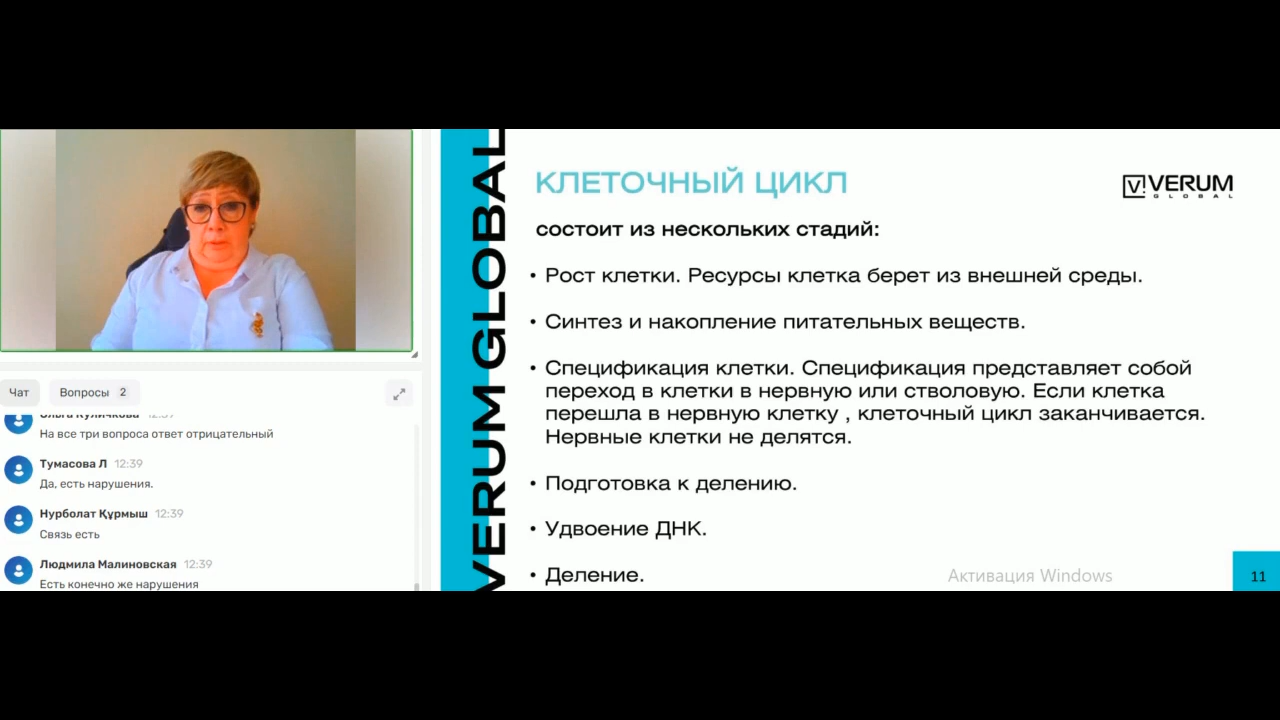 Чат
Вопросы 2
Ольга Куличкова 12:39
На все три вопроса ответ отрицательный
Тумасова Л 12:39
Да, есть нарушения.
Нурболат Құрмыш 12:39
Связь есть
Людмила Малиновская 12:39
Есть конечно же нарушения
VERUM GLOBAL
КЛЕТОЧНЫЙ ЦИКЛ
V! VERUM
GLOBAL
состоит из нескольких стадий:
• Рост клетки. Ресурсы клетка берет из внешней среды.
• Синтез и накопление питательных веществ.
• Спецификация клетки. Спецификация представляет собой
переход в клетки в нервную или стволовую. Если клетка
перешла в нервную клетку , клеточный цикл заканчивается.
Нервные клетки не делятся.
• Подготовка к делению.
• Удвоение ДНК.
• Деление.
Активация Windows
11